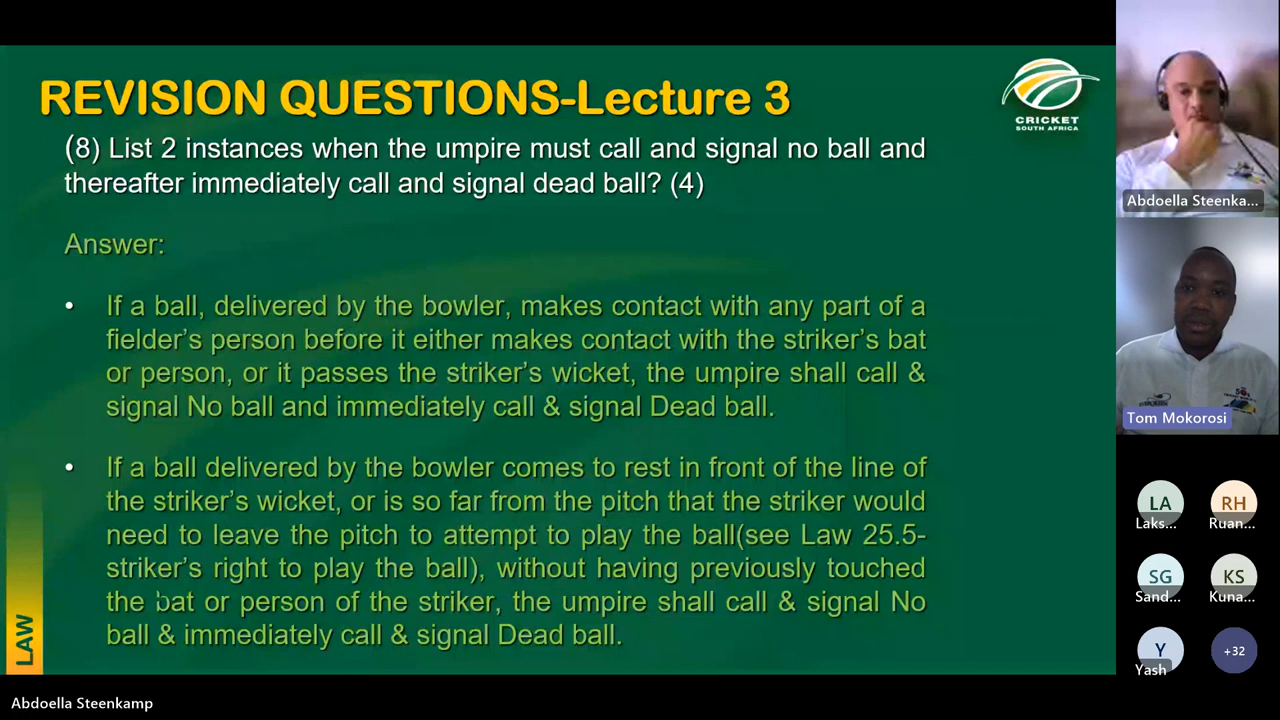 REVISION QUESTIONS-Lecture 3
CRICKET
SOUTH AFRICA
(8) List 2 instances when the umpire must call and signal no ball and
thereafter immediately call and signal dead ball? (4)
Answer:
• If a ball, delivered by the bowler, makes contact with any part of a
fielder's person before it either makes contact with the striker's bat
or person, or it passes the striker's wicket, the umpire shall call &
signal No ball and immediately call & signal Dead ball.
• If a ball delivered by the bowler comes to rest in front of the line of
the striker's wicket, or is so far from the pitch that the striker would
need to leave the pitch to attempt to play the ball(see Law 25.5-
striker's right to play the ball), without having previously touched
the bat or person of the striker, the umpire shall call & signal No
ball & immediately call & signal Dead ball.
LAW
Abdoella Steenkamp
Abdoella Steenka...
Tom Mokorosi
LA
RH
Laks...
Ruan...
SG
KS
Sand...
Kuna...
Y
+32
Yash